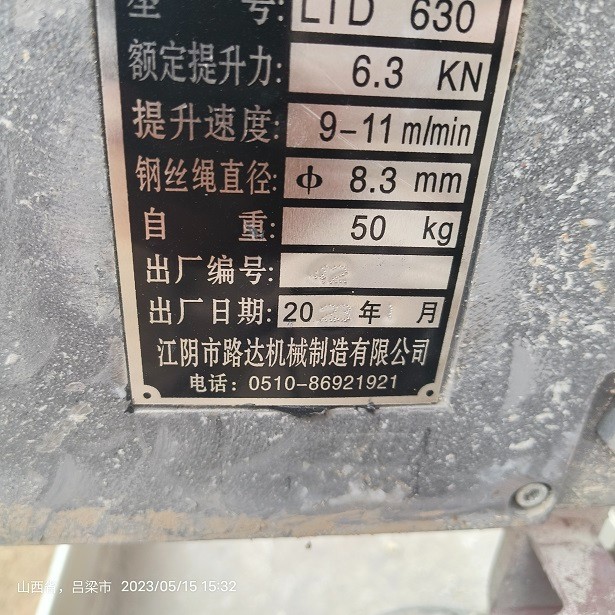 型 号: LTD 630
额定提升力: 6.3 KN
提升速度: 9-11 m/min
钢丝绳直径: ф 8.3 mm
自 重: 50 kg
出厂编号:
出厂日期: 20 年 月
江阴市路达机械制造有限公司
电话: 0510-86921921
山西省，吕梁市 2023/05/15 15:32